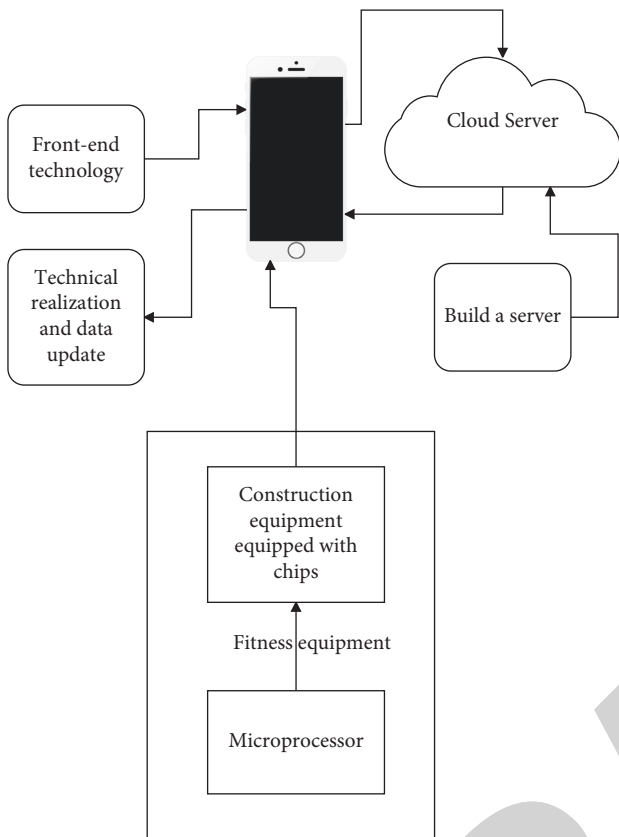 Front-end
technology
Cloud Server
Technical
realization
and data
update
Build a server
Construction
equipment
equipped with
chips
Fitness equipment
Microprocessor